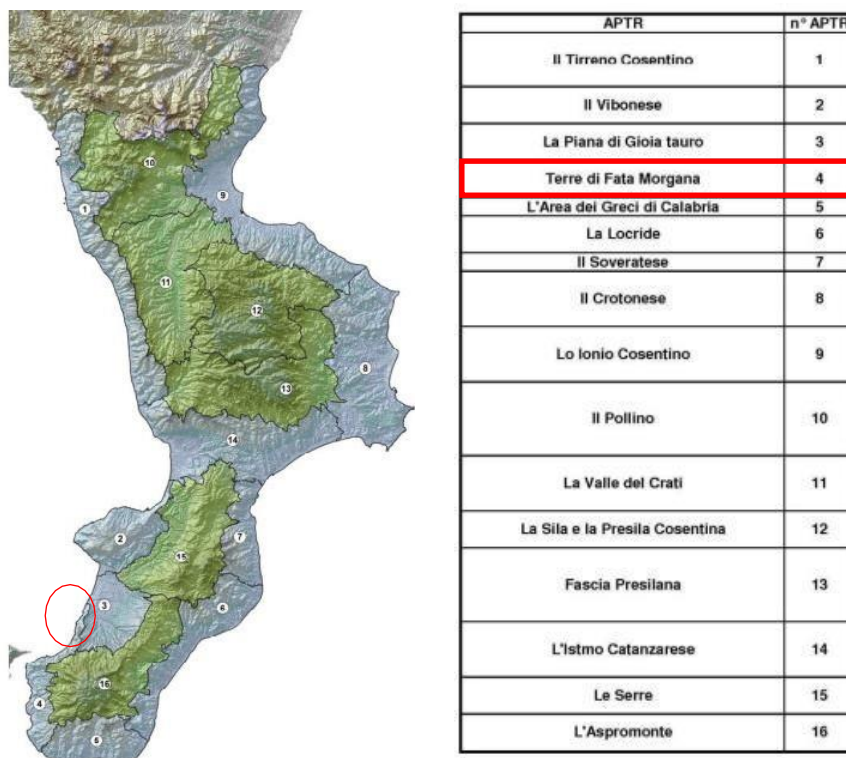 APTR n° APTR
Il Tirreno Cosentino 1
Il Vibonese 2
La Piana di Gioia tauro 3
Terre di Fata Morgana 4
L'Area dei Greci di Calabria 5
La Locride 6
Il Soveratese 7
Il Crotonese 8
Lo Ionio Cosentino 9
Il Pollino 10
La Valle del Crati 11
La Sila e la Presila Cosentina 12
Fascia Presilana 13
L'Istmo Catanzarese 14
Le Serre 15
L'Aspromonte 16
10
9
1
11
12
8
13
14
2
7
15
3
6
16
4
5